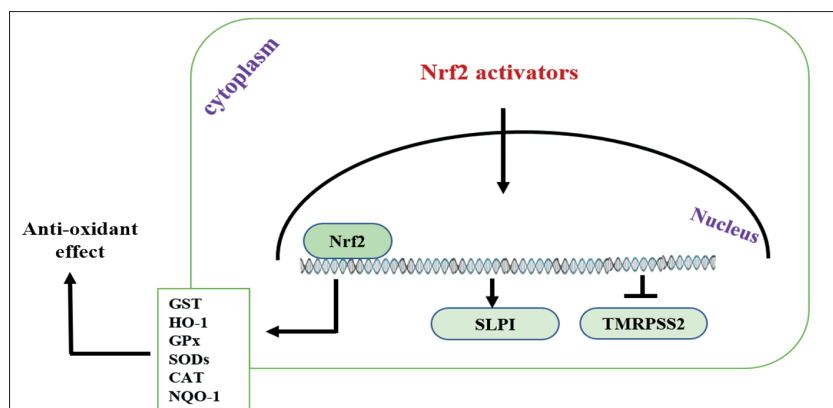 cytoplasm
Nrf2 activators
Nucleus
Anti-oxidant
effect
Nrf2
GST
HO-1
GPx
SODs
CAT
NQO-1
SLPI
TMRPSS2